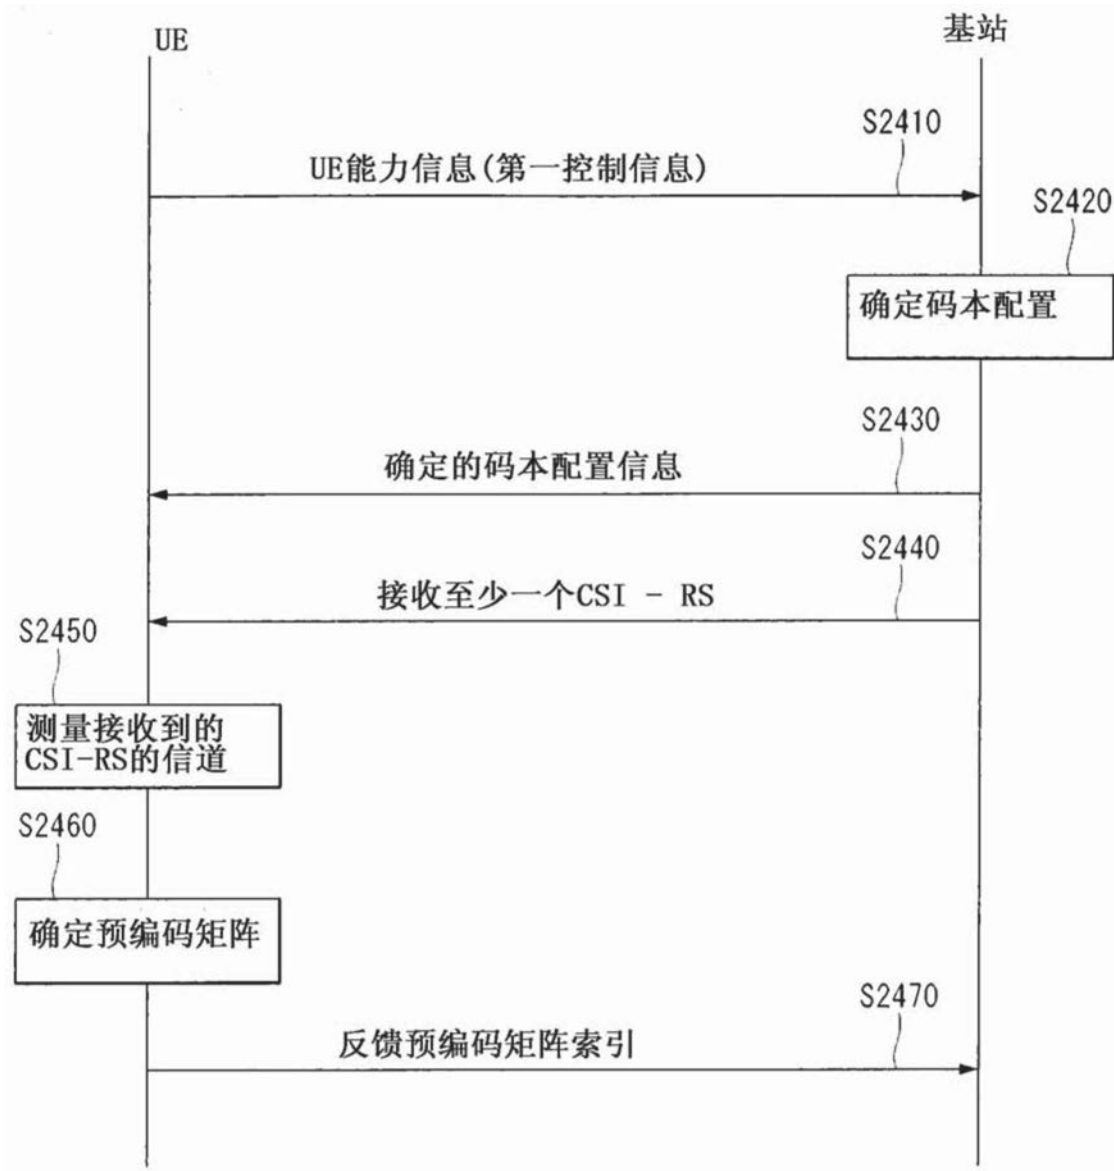 UE
基站
S2410
UE能力信息(第一控制信息)
S2420
确定码本配置
S2430
确定的码本配置信息
S2440
接收至少一个CSI - RS
S2450
测量接收到的
CSI-RS的信道
S2460
确定预编码矩阵
S2470
反馈预编码矩阵索引